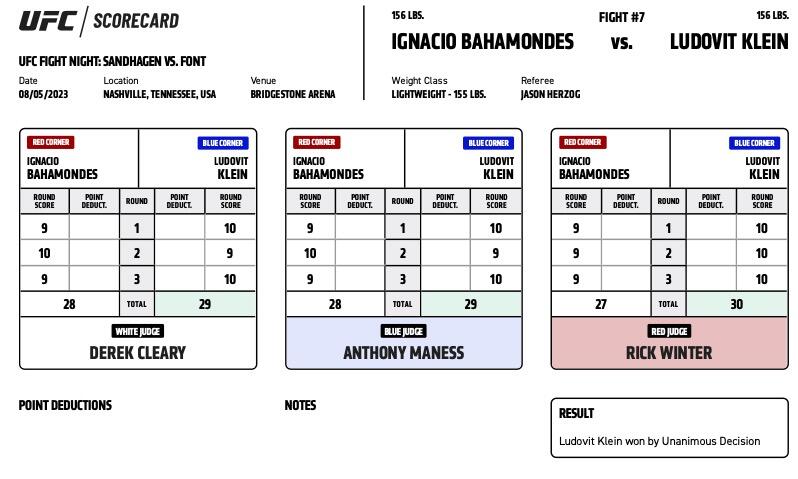 UFC SCORECARD
UFC FIGHT NIGHT: SANDHAGEN VS. FONT
Date Location Venue
08/05/2023 NASHVILLE, TENNESSEE, USA BRIDGESTONE ARENA
156 LBS. FIGHT #7 156 LBS.
IGNACIO BAHAMONDES vs. LUDOVIT KLEIN
Weight Class Referee
LIGHTWEIGHT - 155 LBS. JASON HERZOG
RED CORNER BLUE CORNER
IGNACIO LUDOVIT
BAHAMONDES KLEIN
ROUND POINT ROUND POINT ROUND
SCORE DEDUCT. DEDUCT. SCORE
9 1 10
10 2 9
9 3 10
28 TOTAL 29
WHITE JUDGE
DEREK CLEARY
RED CORNER BLUE CORNER
IGNACIO LUDOVIT
BAHAMONDES KLEIN
ROUND POINT ROUND POINT ROUND
SCORE DEDUCT. DEDUCT. SCORE
9 1 10
10 2 9
9 3 10
28 TOTAL 29
BLUE JUDGE
ANTHONY MANESS
RED CORNER BLUE CORNER
IGNACIO LUDOVIT
BAHAMONDES KLEIN
ROUND POINT ROUND POINT ROUND
SCORE DEDUCT. DEDUCT. SCORE
9 1 10
9 2 10
9 3 10
27 TOTAL 30
RED JUDGE
RICK WINTER
POINT DEDUCTIONS
NOTES
RESULT
Ludovit Klein won by Unanimous Decision